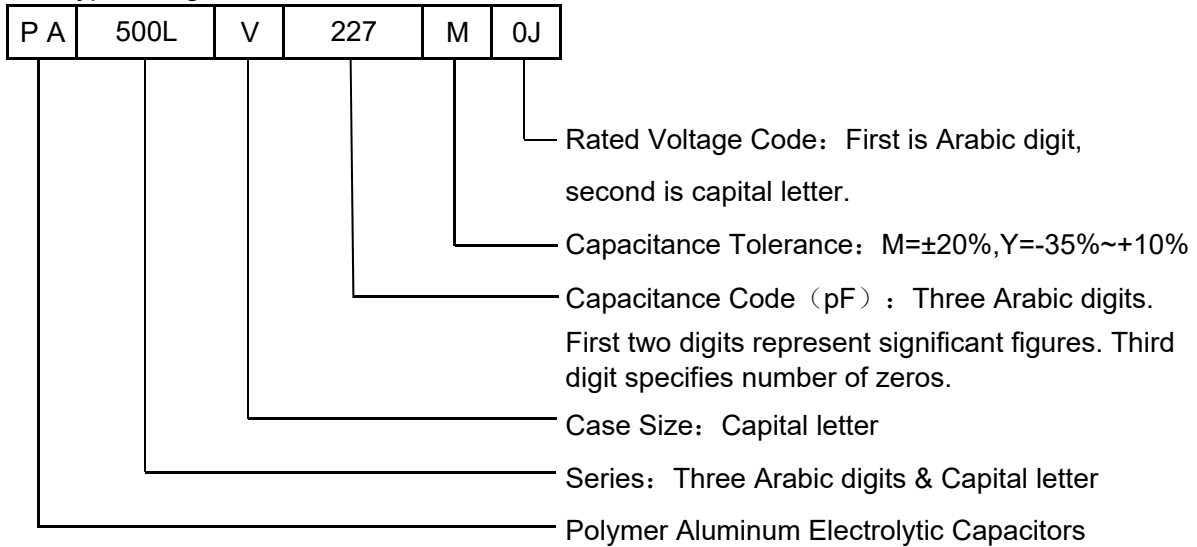 P A 500L V 227 M 0J
Rated Voltage Code：First is Arabic digit,
second is capital letter.
Capacitance Tolerance：M=±20%,Y=-35%~+10%
Capacitance Code（pF）：Three Arabic digits.
First two digits represent significant figures. Third
digit specifies number of zeros.
Case Size：Capital letter
Series：Three Arabic digits & Capital letter
Polymer Aluminum Electrolytic Capacitors